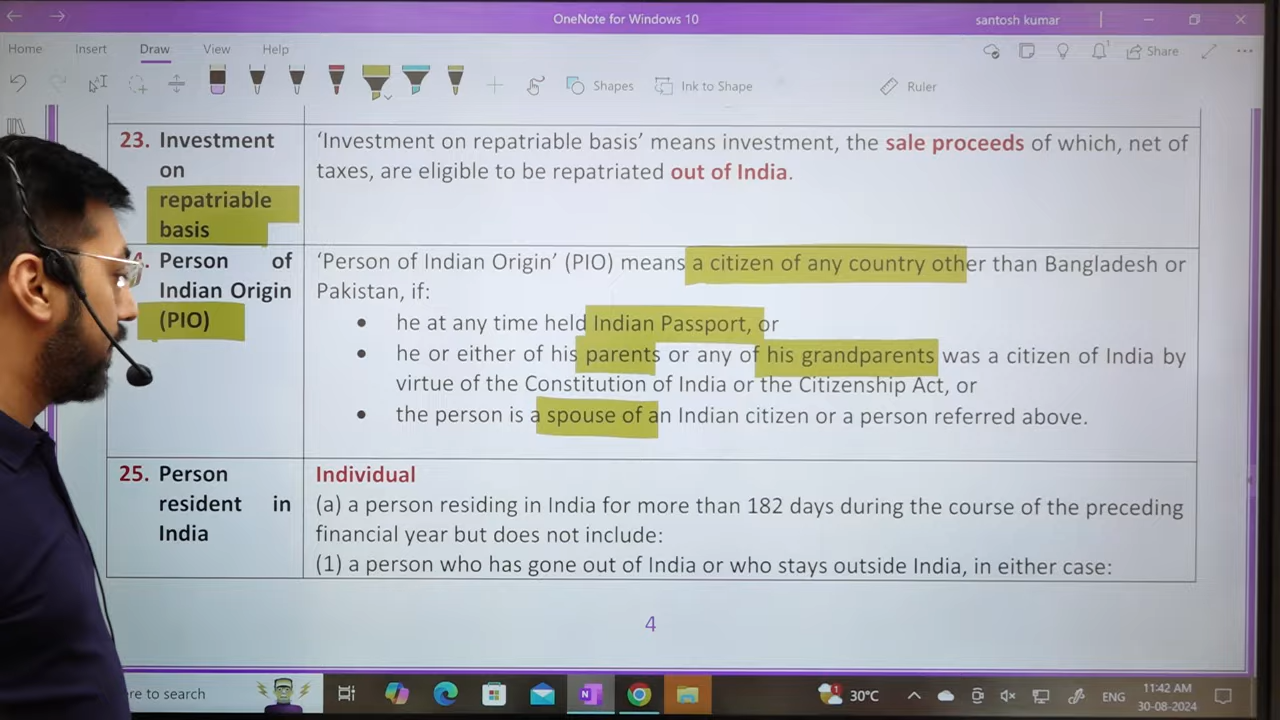 OneNote for Windows 10
santosh kumar
Home Insert Draw View Help
Share
Shapes
Ink to Shape
Ruler
23. Investment on repatriable basis
‘Investment on repatriable basis’ means investment, the sale proceeds of which, net of
taxes, are eligible to be repatriated out of India.
Person of
Indian Origin
(PIO)
‘Person of Indian Origin’ (PIO) means a citizen of any country other than Bangladesh or
Pakistan, if:
• he at any time held Indian Passport, or
• he or either of his parents or any of his grandparents was a citizen of India by
virtue of the Constitution of India or the Citizenship Act, or
• the person is a spouse of an Indian citizen or a person referred above.
25. Person
resident in
India
Individual
(a) a person residing in India for more than 182 days during the course of the preceding
financial year but does not include:
(1) a person who has gone out of India or who stays outside India, in either case:
4
re to search
30°C
ENG
11:42 AM
30-08-2024